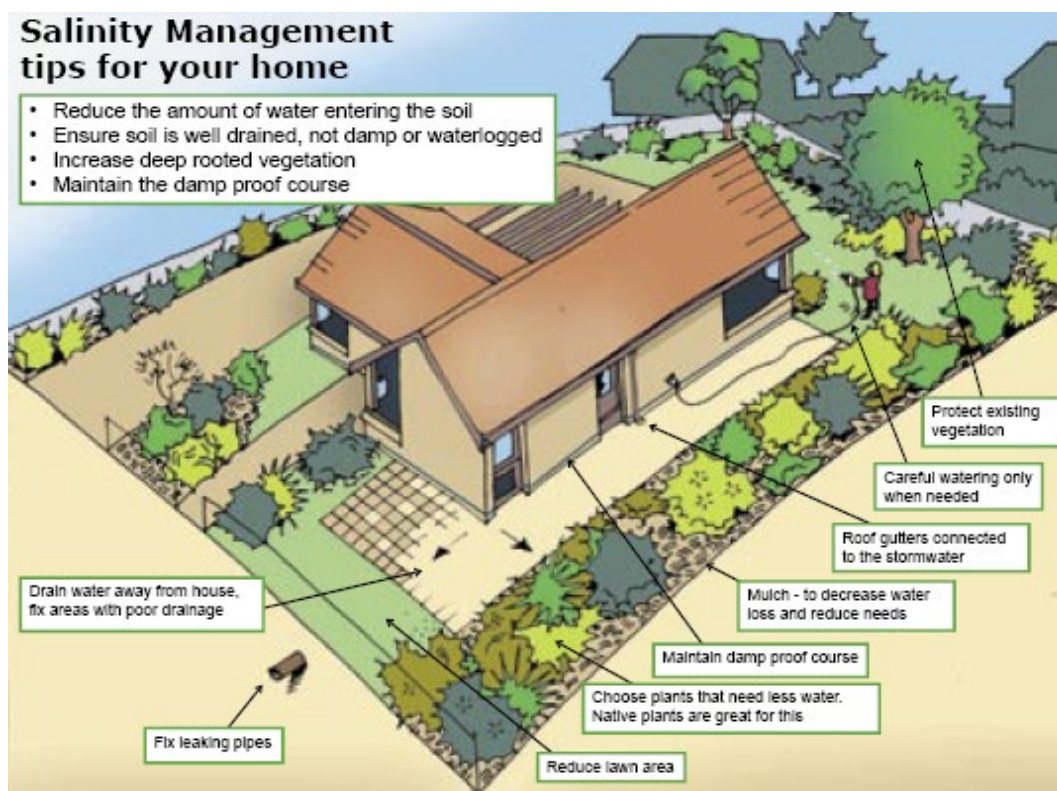 Salinity Management
tips for your home
• Reduce the amount of water entering the soil
• Ensure soil is well drained, not damp or waterlogged
• Increase deep rooted vegetation
• Maintain the damp proof course
Protect existing
vegetation
Careful watering only
when needed
Roof gutters connected
to the stormwater
Drain water away from house,
fix areas with poor drainage
Mulch - to decrease water
loss and reduce needs
Maintain damp proof course
Choose plants that need less water.
Native plants are great for this
Fix leaking pipes
Reduce lawn area